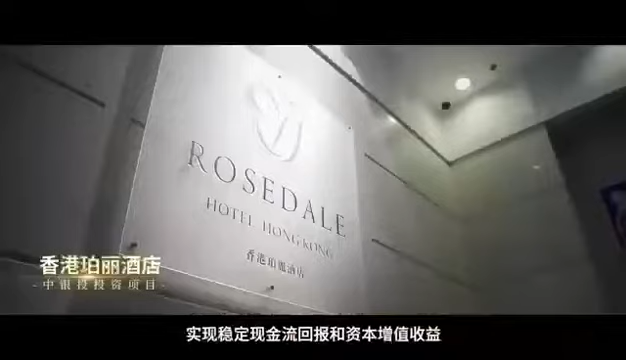 ROSEDALE
HOTEL HONG KONG
香港珀麗酒店
香港珀丽酒店
- 中银投投资项目 -
实现稳定现金流回报和资本增值收益